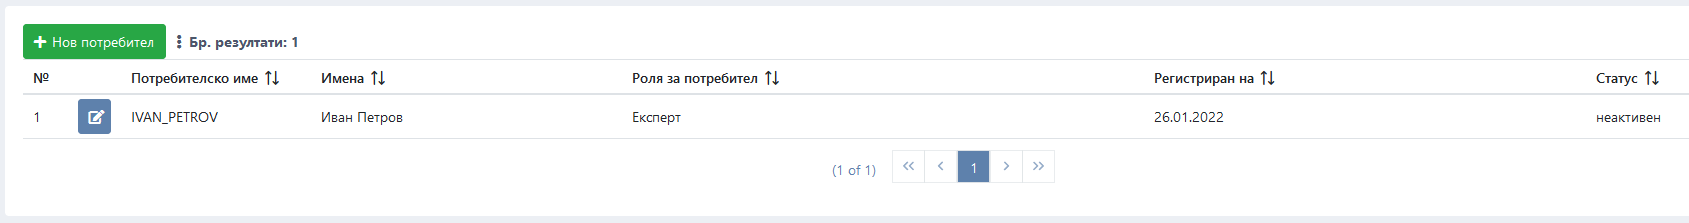 Нов потребител Бр. резултати: 1
№ Потребителско име Имена Роля за потребител Регистриран на Статус
1 IVAN_PETROV Иван Петров Експерт 26.01.2022 неактивен
(1 of 1) 1